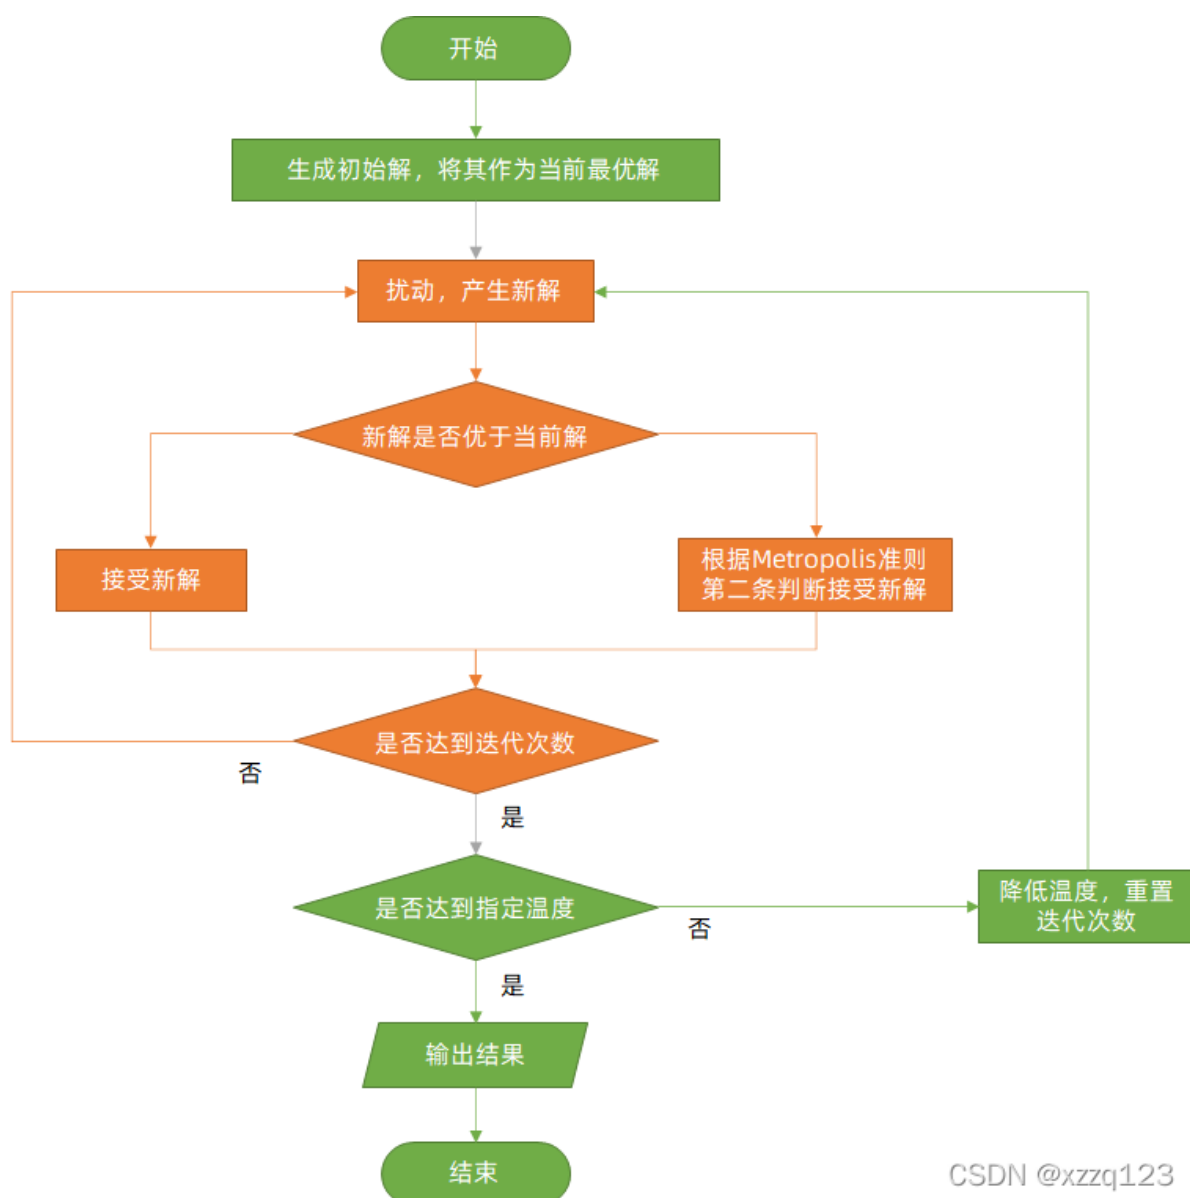 开始
生成初始解，将其作为当前最优解
扰动，产生新解
新解是否优于当前解
接受新解
根据Metropolis准则
第二条判断接受新解
是否达到迭代次数
否
是
是否达到指定温度
否
降低温度，重置
迭代次数
是
输出结果
结束
CSDN @xzzq123